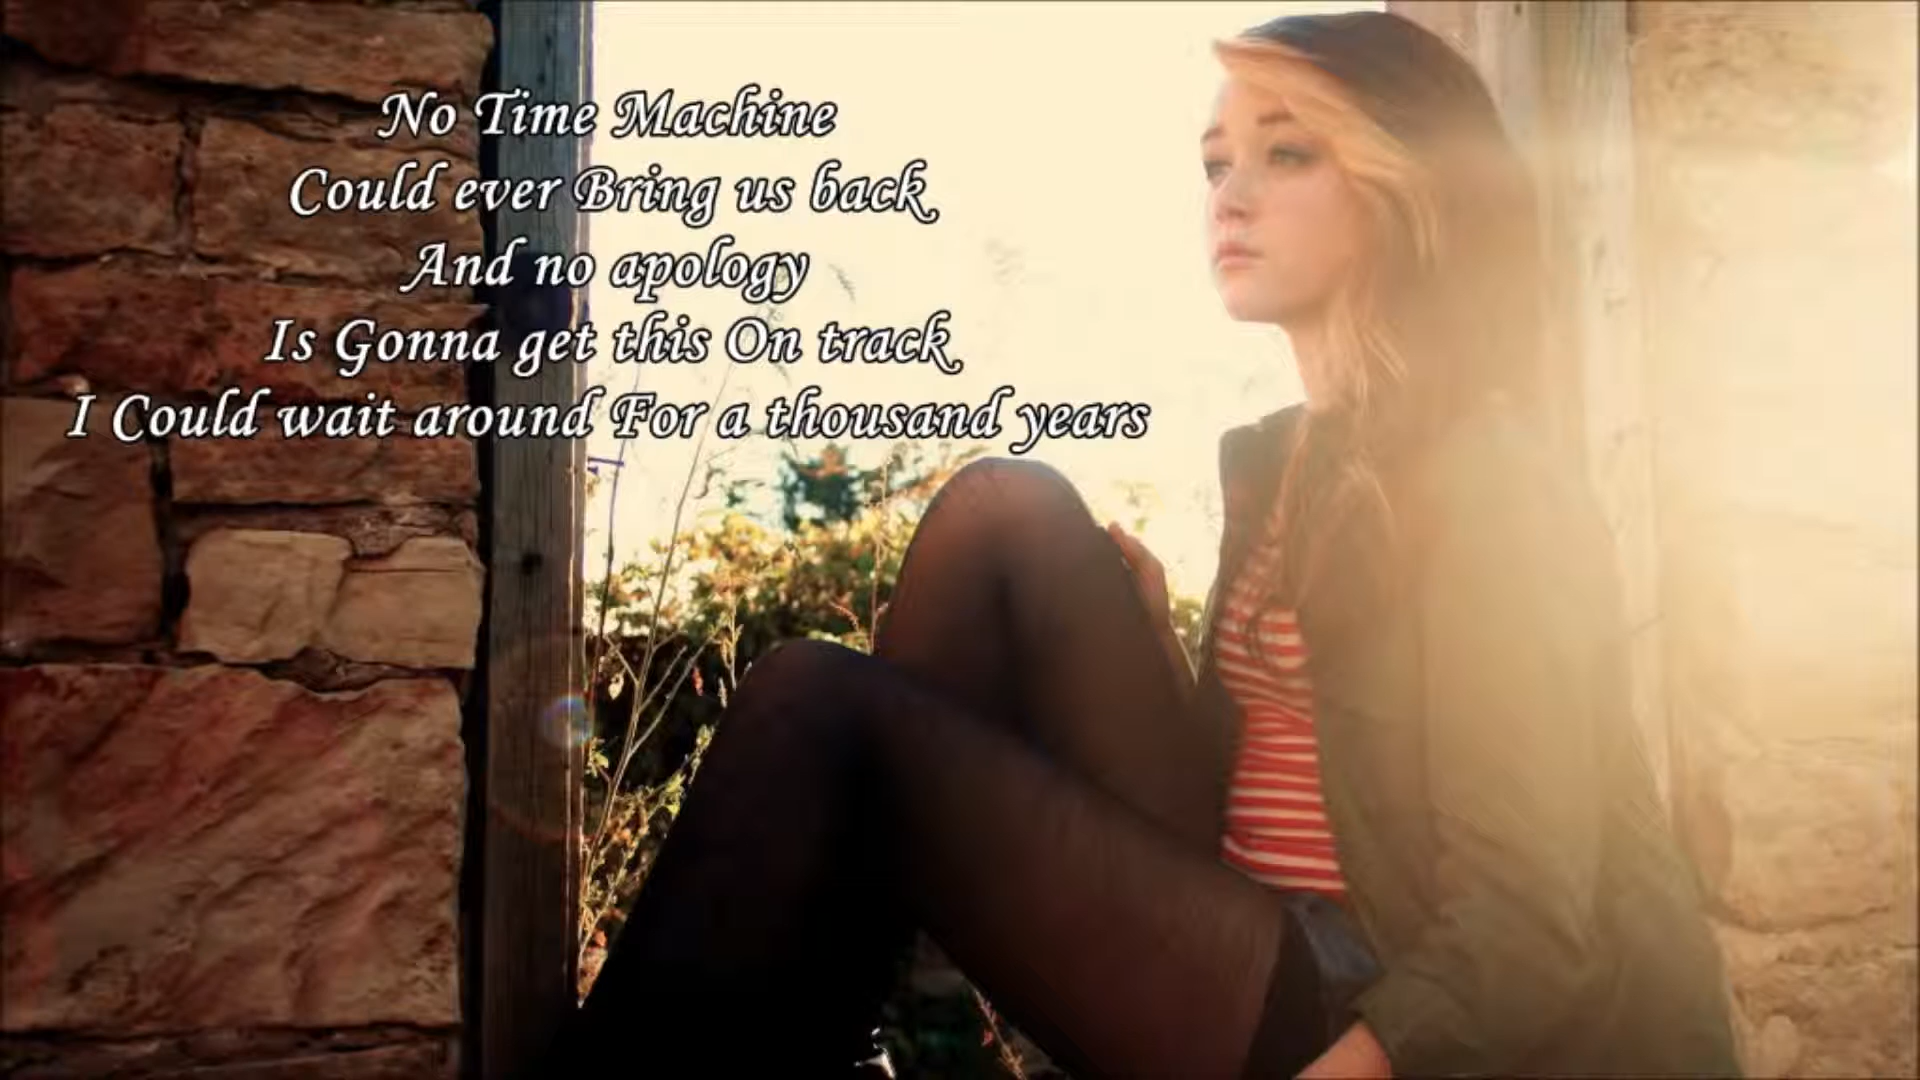 No Time Machine
Could ever Bring us back
And no apology
Is Gonna get this On track
I Could wait around For a thousand years